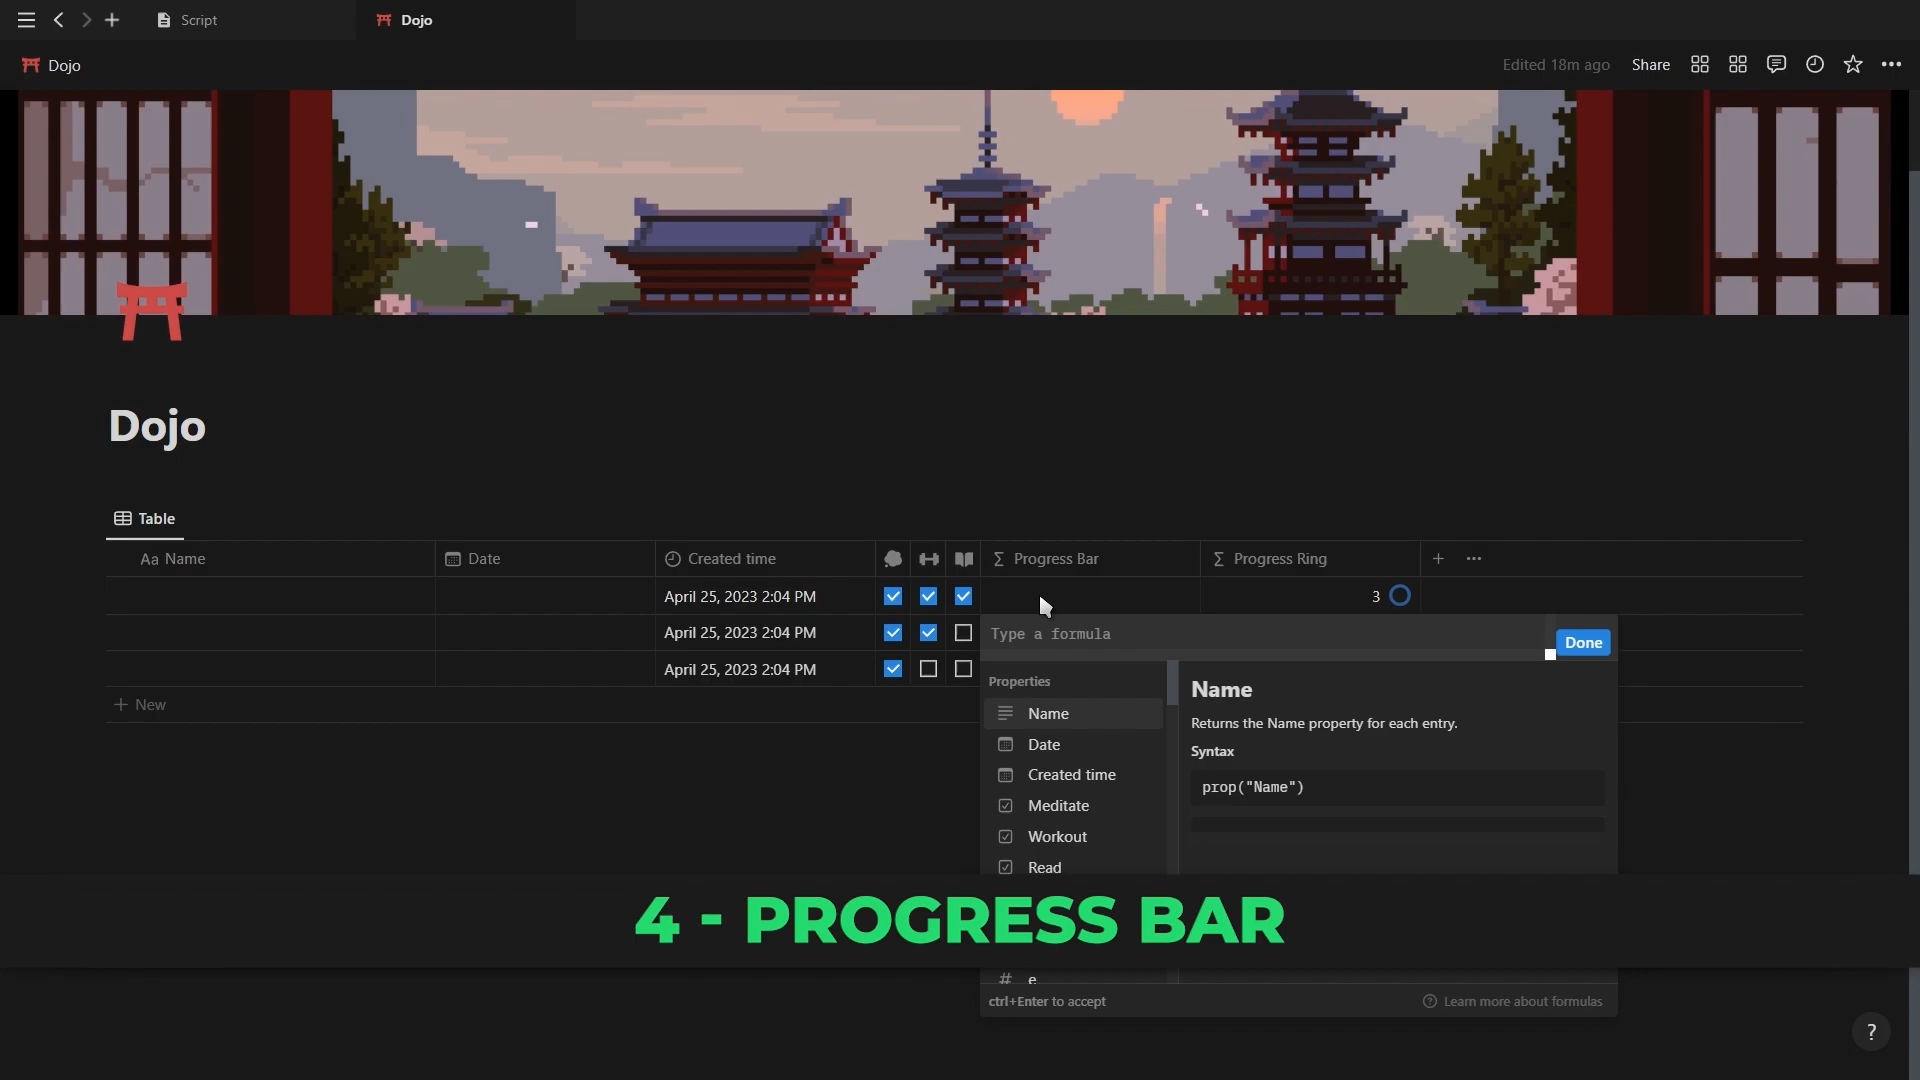 Script
Dojo
Dojo
Edited 18m ago
Share
Dojo
Table
Aa Name
Date
Created time
Σ Progress Bar
Σ Progress Ring
April 25, 2023 2:04 PM
3
April 25, 2023 2:04 PM
April 25, 2023 2:04 PM
+ New
Type a formula
Done
Properties
Name
Date
Created time
Meditate
Workout
Read
Name
Returns the Name property for each entry.
Syntax
prop("Name")
4 - PROGRESS BAR
# e
ctrl+Enter to accept
Learn more about formulas
?